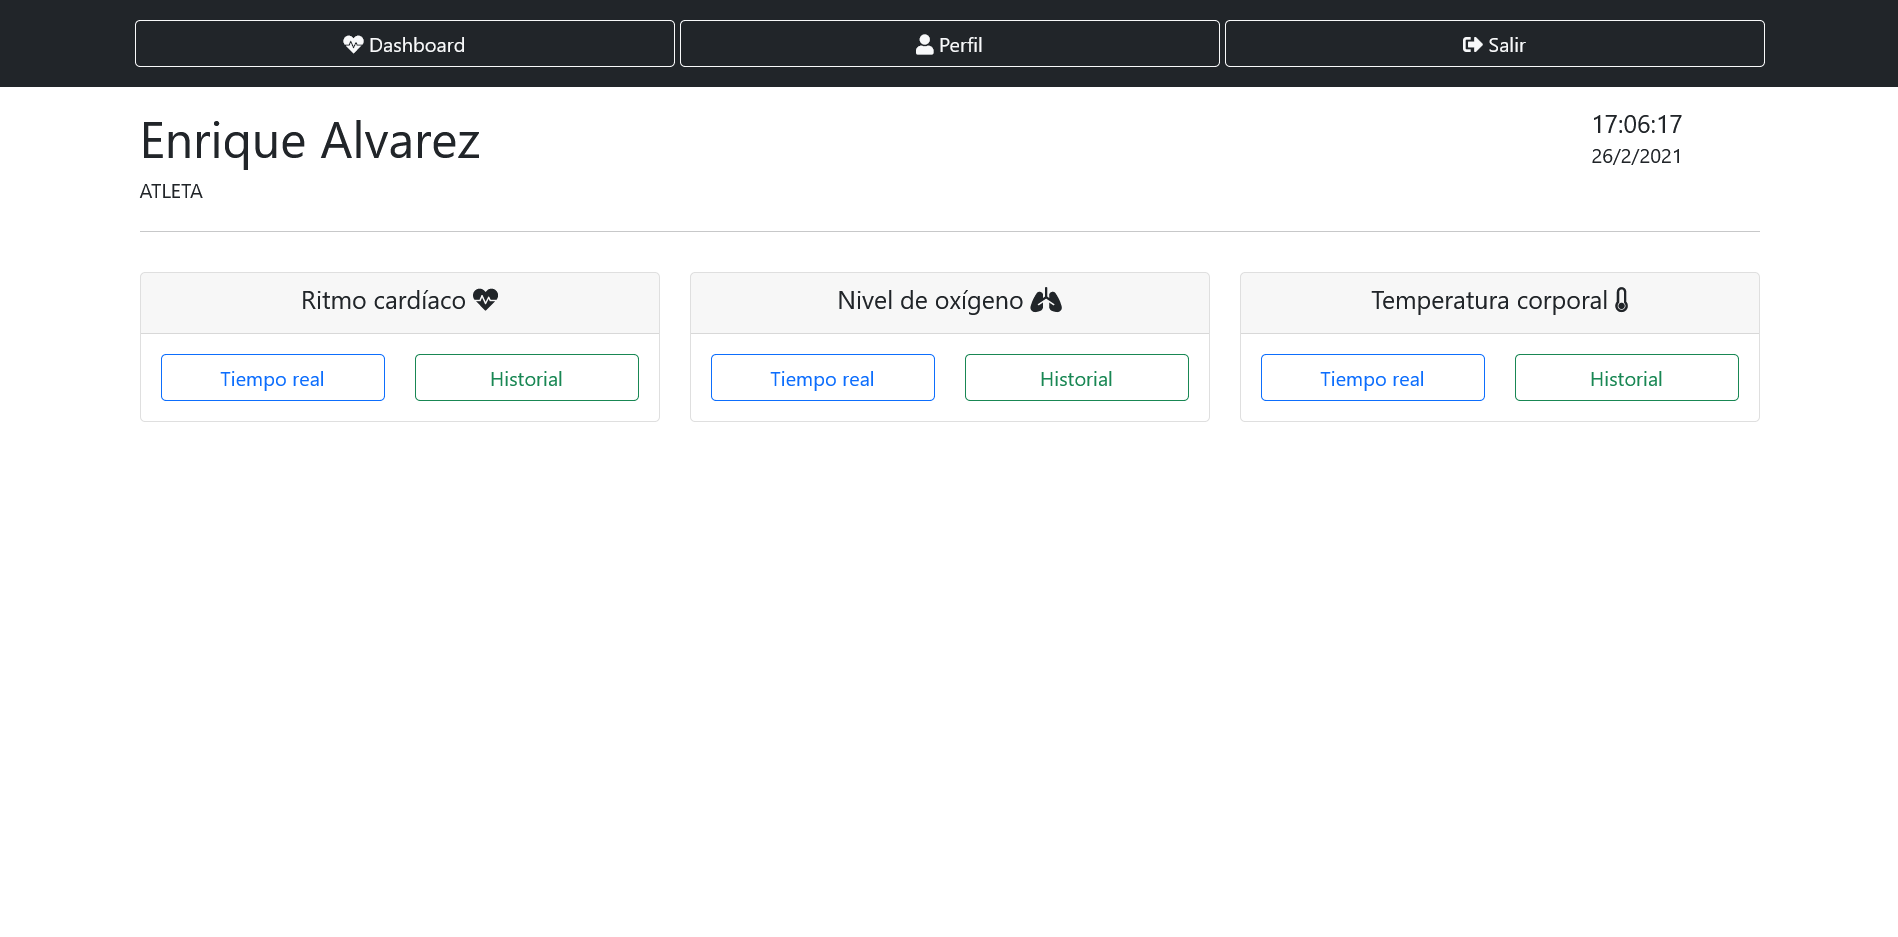 Dashboard Perfil Salir
Enrique Alvarez
17:06:17
26/2/2021
ATLETA
Ritmo cardíaco
Tiempo real Historial
Nivel de oxígeno
Tiempo real Historial
Temperatura corporal
Tiempo real Historial